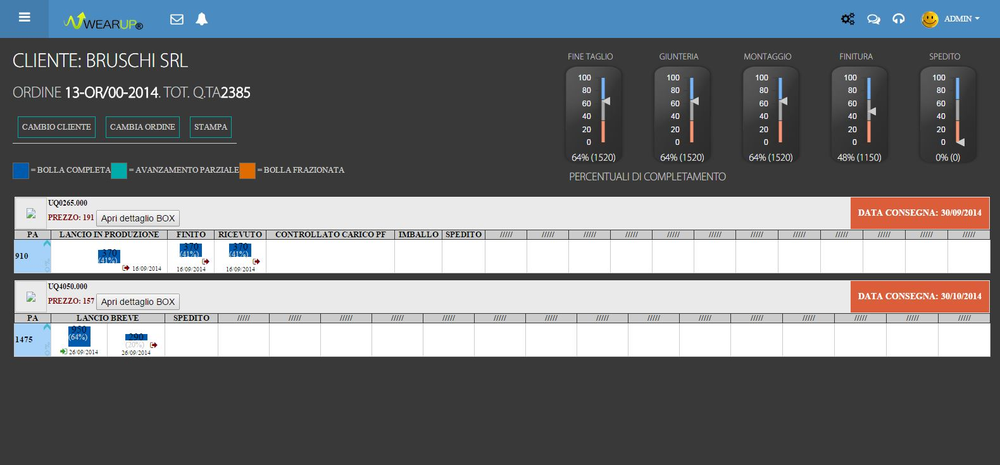 WEARUP®
ADMIN
CLIENTE: BRUSCHI SRL
ORDINE 13-OR/00-2014. TOT. Q.TA2385
CAMBIO CLIENTE CAMBIA ORDINE STAMPA
= BOLLA COMPLETA = AVANZAMENTO PARZIALE = BOLLA FRAZIONATA
FINE TAGLIO GIUNTERIA MONTAGGIO FINITURA SPEDITO
100 100 100 100 100
80 80 80 80 80
60 60 60 60 60
40 40 40 40 40
20 20 20 20 20
0 0 0 0 0
64% (1520) 64% (1520) 64% (1520) 48% (1150) 0% (0)
PERCENTUALI DI COMPLETAMENTO
UQ0265.000
PREZZO: 191 Apri dettaglio BOX
DATA CONSEGNA: 30/09/2014
PA LANCIO IN PRODUZIONE FINITO RICEVUTO CONTROLLATO CARICO PF IMBALLO SPEDITO ///// ///// ///// ///// ///// ///// ///// ///// ///// ///// ///// /////
910 0% 370 370 370
(41%) (41%) (41%)
16/09/2014 16/09/2014 16/09/2014
UQ4050.000
PREZZO: 157 Apri dettaglio BOX
DATA CONSEGNA: 30/10/2014
PA LANCIO BREVE SPEDITO ///// ///// ///// ///// ///// ///// ///// ///// ///// ///// ///// ///// ///// ///// /////
1475 0% 950 290
(64%) (20%)
26/09/2014 26/09/2014